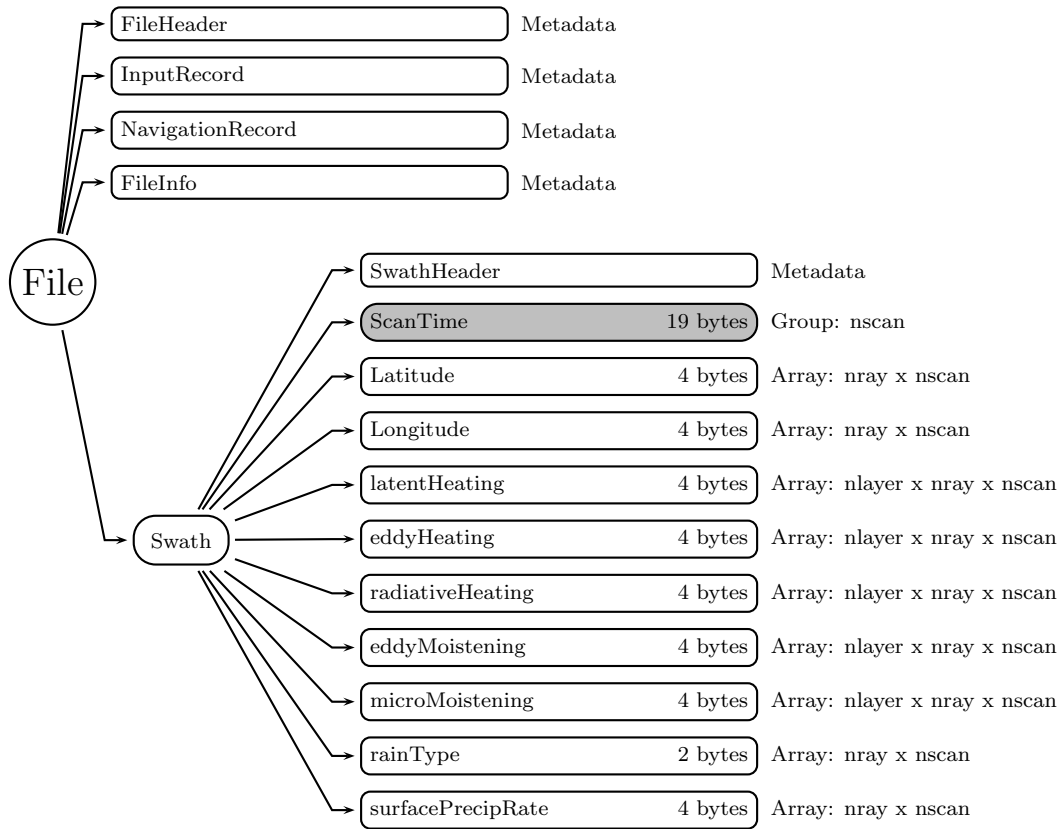 FileHeader Metadata
InputRecord Metadata
NavigationRecord Metadata
FileInfo Metadata
File
SwathHeader Metadata
ScanTime 19 bytes Group: nscan
Latitude 4 bytes Array: nray x nscan
Longitude 4 bytes Array: nray x nscan
latentHeating 4 bytes Array: nlayer x nray x nscan
eddyHeating 4 bytes Array: nlayer x nray x nscan
Swath
radiativeHeating 4 bytes Array: nlayer x nray x nscan
eddyMoistening 4 bytes Array: nlayer x nray x nscan
microMoistening 4 bytes Array: nlayer x nray x nscan
rainType 2 bytes Array: nray x nscan
surfacePrecipRate 4 bytes Array: nray x nscan